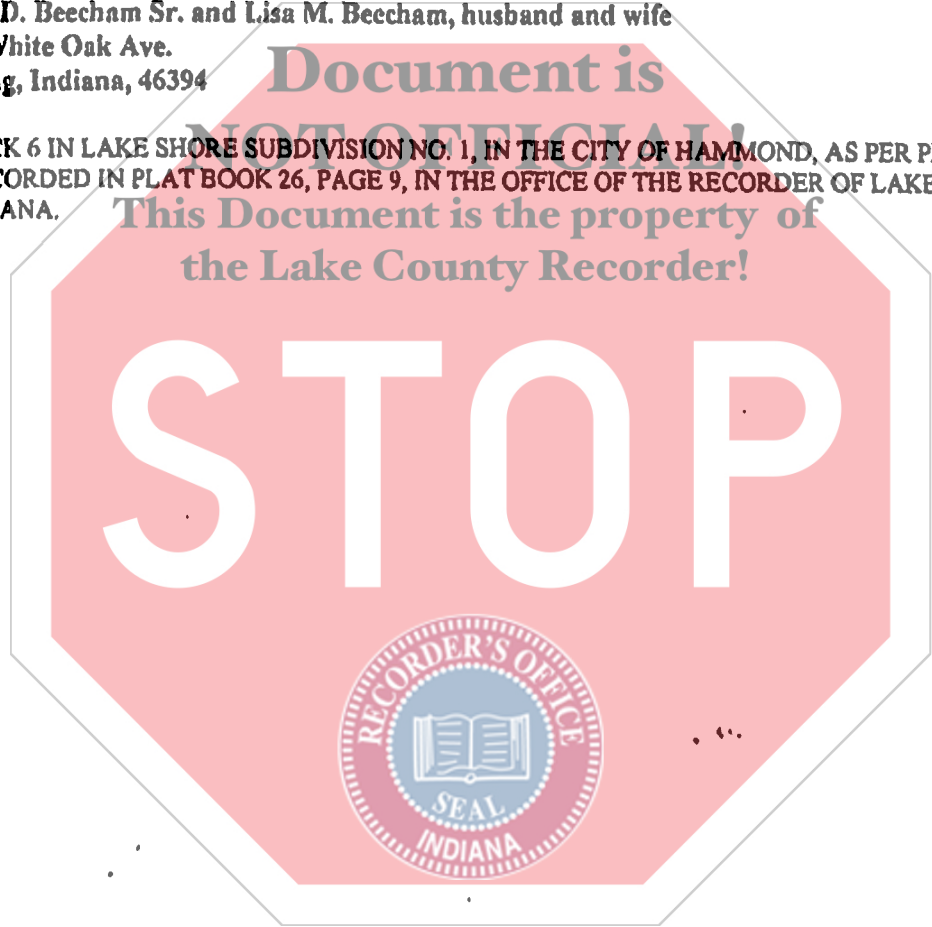 D. Beecham Sr. and Lisa M. Beecham, husband and wife
White Oak Ave.
g, Indiana, 46394
Document is
NOT OFFICIAL!
K 6 IN LAKE SHORE SUBDIVISION NO. 1, IN THE CITY OF HAMMOND, AS PER P
CORDED IN PLAT BOOK 26, PAGE 9, IN THE OFFICE OF THE RECORDER OF LAKE
ANA.
This Document is the property of
the Lake County Recorder!
STOP
RECORDER'S OFFICE
SEAL
INDIANA